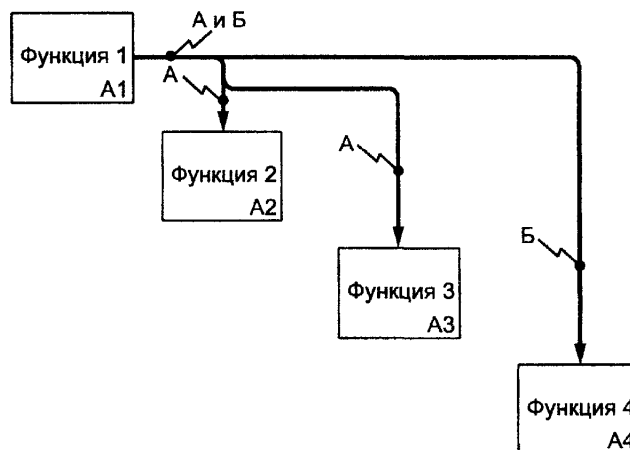 А и Б
Функция 1
А1
А
Функция 2
А2
А
Функция 3
А3
Б
Функция 4
А4